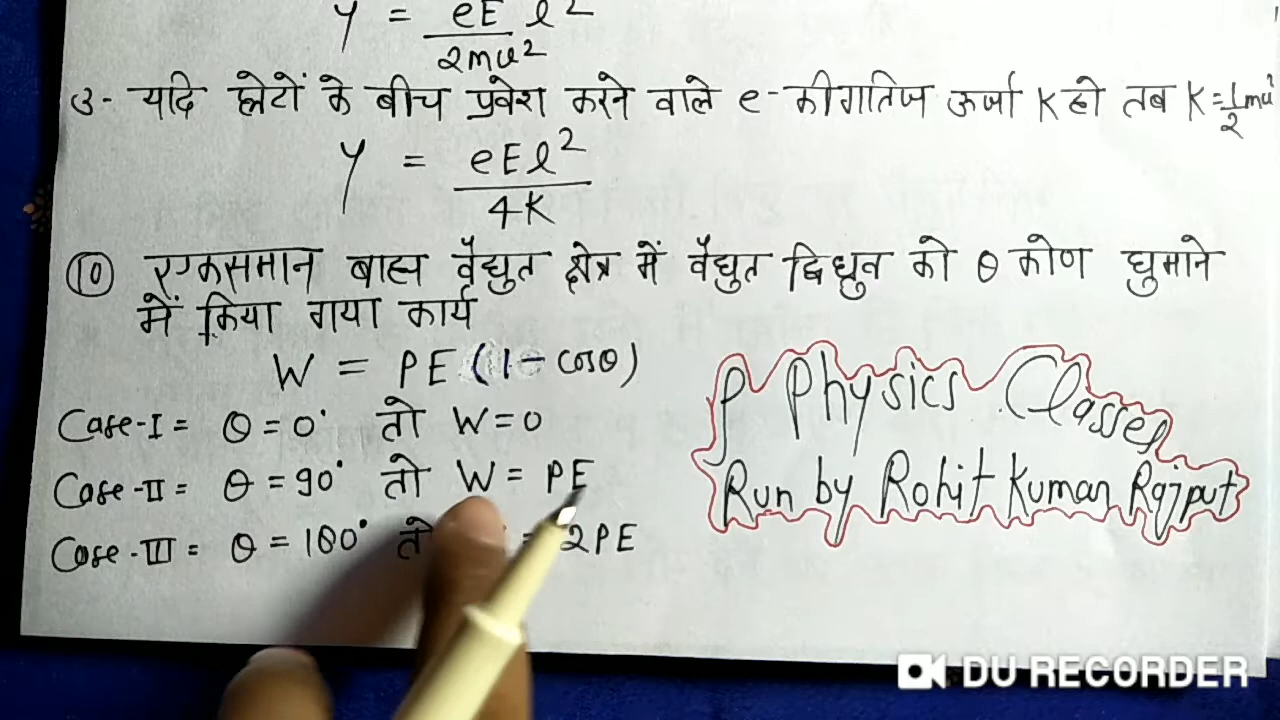 y = eE l² / 2mu²
3- यदि प्लेटों के बीच प्रवेश करने वाले e- की गतिज ऊर्जा K हो तब K = 1/2 mu²
y = eEl² / 4K
⑩ एकसमान बाह्य वैद्युत क्षेत्र में वैद्युत द्विध्रुव को θ कोण घुमाने
में किया गया कार्य
W = PE (1 - cosθ)
Case-I = θ = 0° तो W = 0
Case-II = θ = 90° तो W = PE
Case-III = θ = 180° तो = 2PE
P Physics Classes
Run by Rohit Kumar Rajput
DU RECORDER